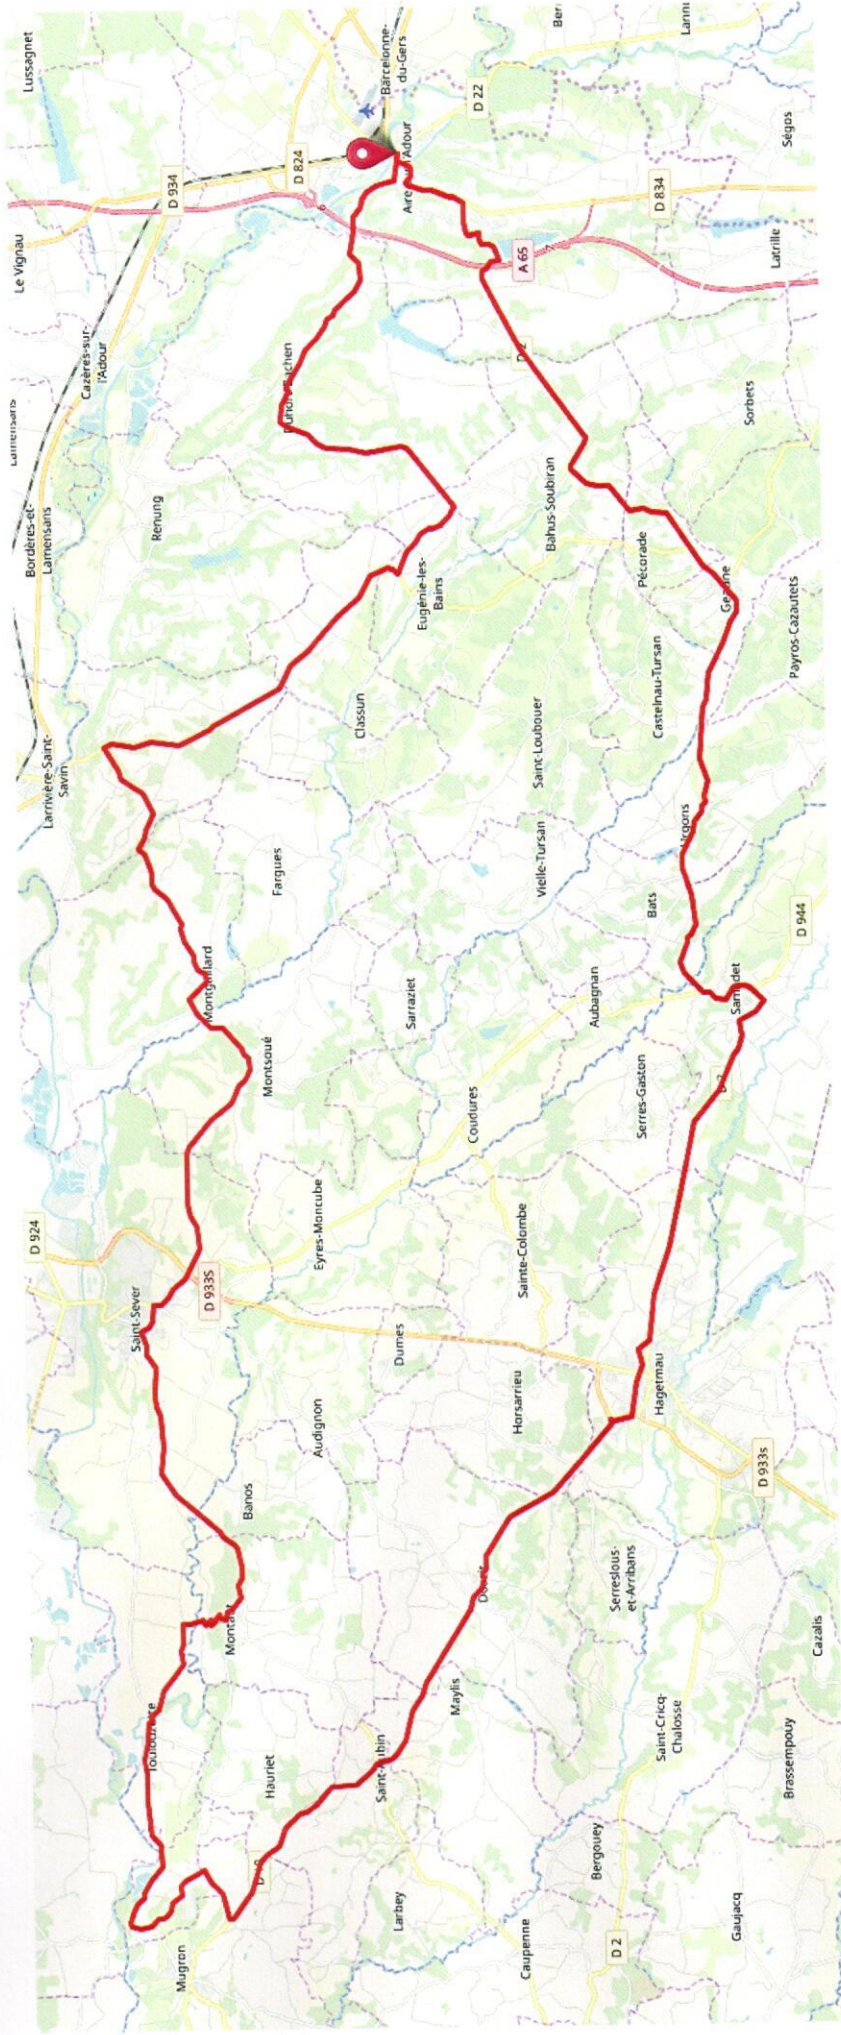 Mugron
Toulouzette
Hauriet
Montaut
Banos
Audignon
Saint-Sever
D 924
D 933S
Eyres-Moncube
Montsoué
Montgaillard
Fargues
Larrivière-Saint-
Savin
Bordères-et-
Lamensans
Lamensans
Renung
Cazères-sur-
l'Adour
Le Vignau
Lussagnet
D 934
D 824
Duhort-Bachen
Barcelonne-
du-Gers
Aire-sur-l'Adour
D 22
A 65
Eugénie-les-
Bains
Classun
Sarraziet
Dumes
Saint-Aubin
Larbey
Maylis
Doazit
Horsarrieu
Sainte-Colombe
Coudures
Vielle-Tursan
Saint-Loubouer
Bahus-Soubiran
Caupenne
Bergouey
D 2
Serreslous-
et-Arribans
Saint-Cricq-
Chalosse
Hagetmau
Serres-Gaston
Aubagnan
Bats
Urgons
Castelnau-Tursan
Pécorade
Geaune
D 834
Samadet
D 944
D 933s
Gaujacq
Brassempouy
Cazalis
Payros-Cazautets
Sorbets
Latrille
Ségos